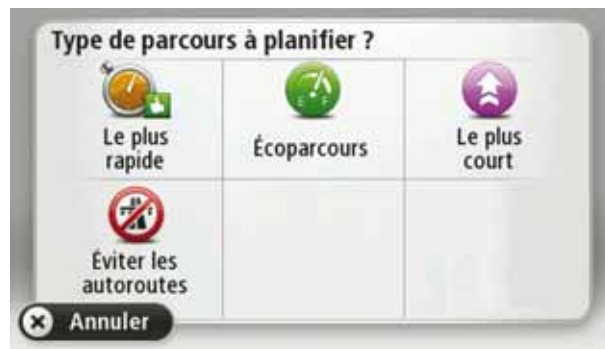 Type de parcours à planifier ?
Le plus
rapide
Écoparcours
Le plus
court
Éviter les
autoroutes
Annuler